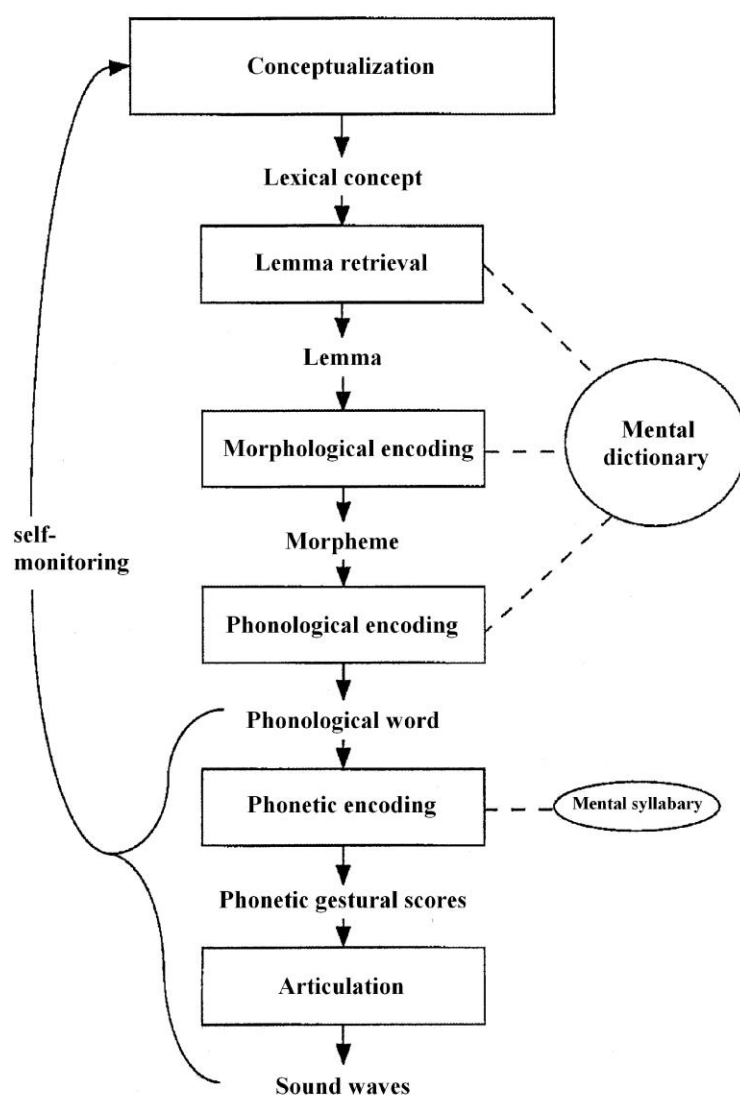 Conceptualization
Lexical concept
Lemma retrieval
Lemma
Morphological encoding
Mental
dictionary
Morpheme
self-
monitoring
Phonological encoding
Phonological word
Phonetic encoding
Mental syllabary
Phonetic gestural scores
Articulation
Sound waves